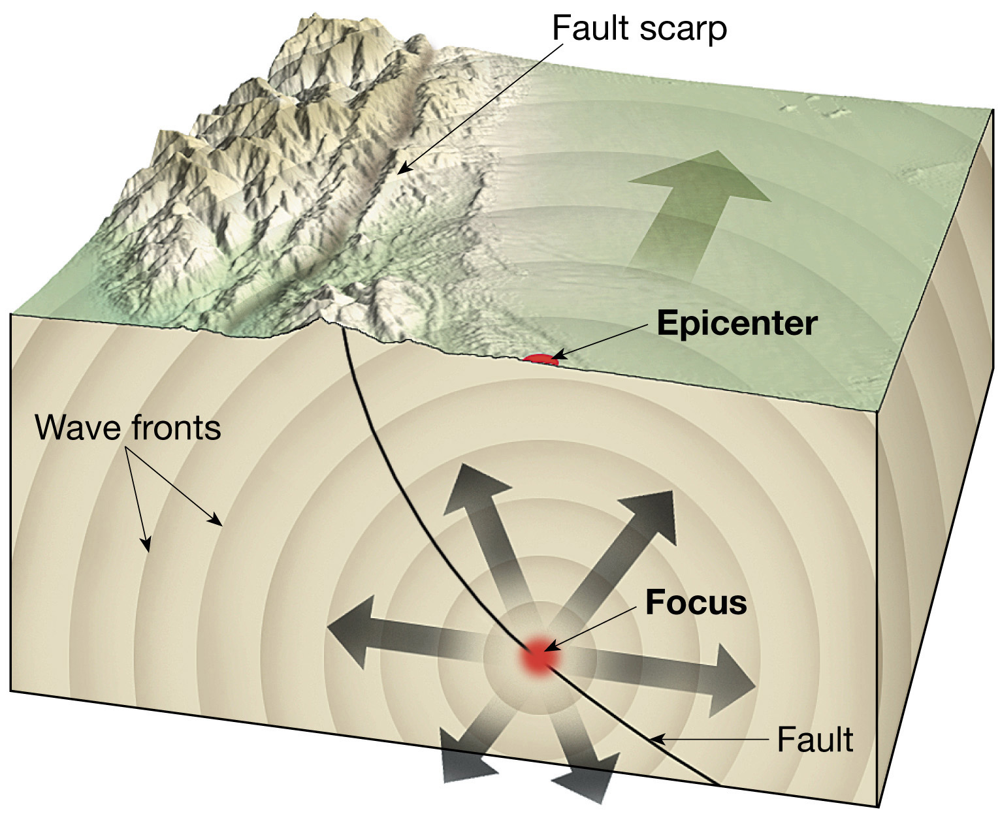 Fault scarp
Epicenter
Wave fronts
Focus
Fault